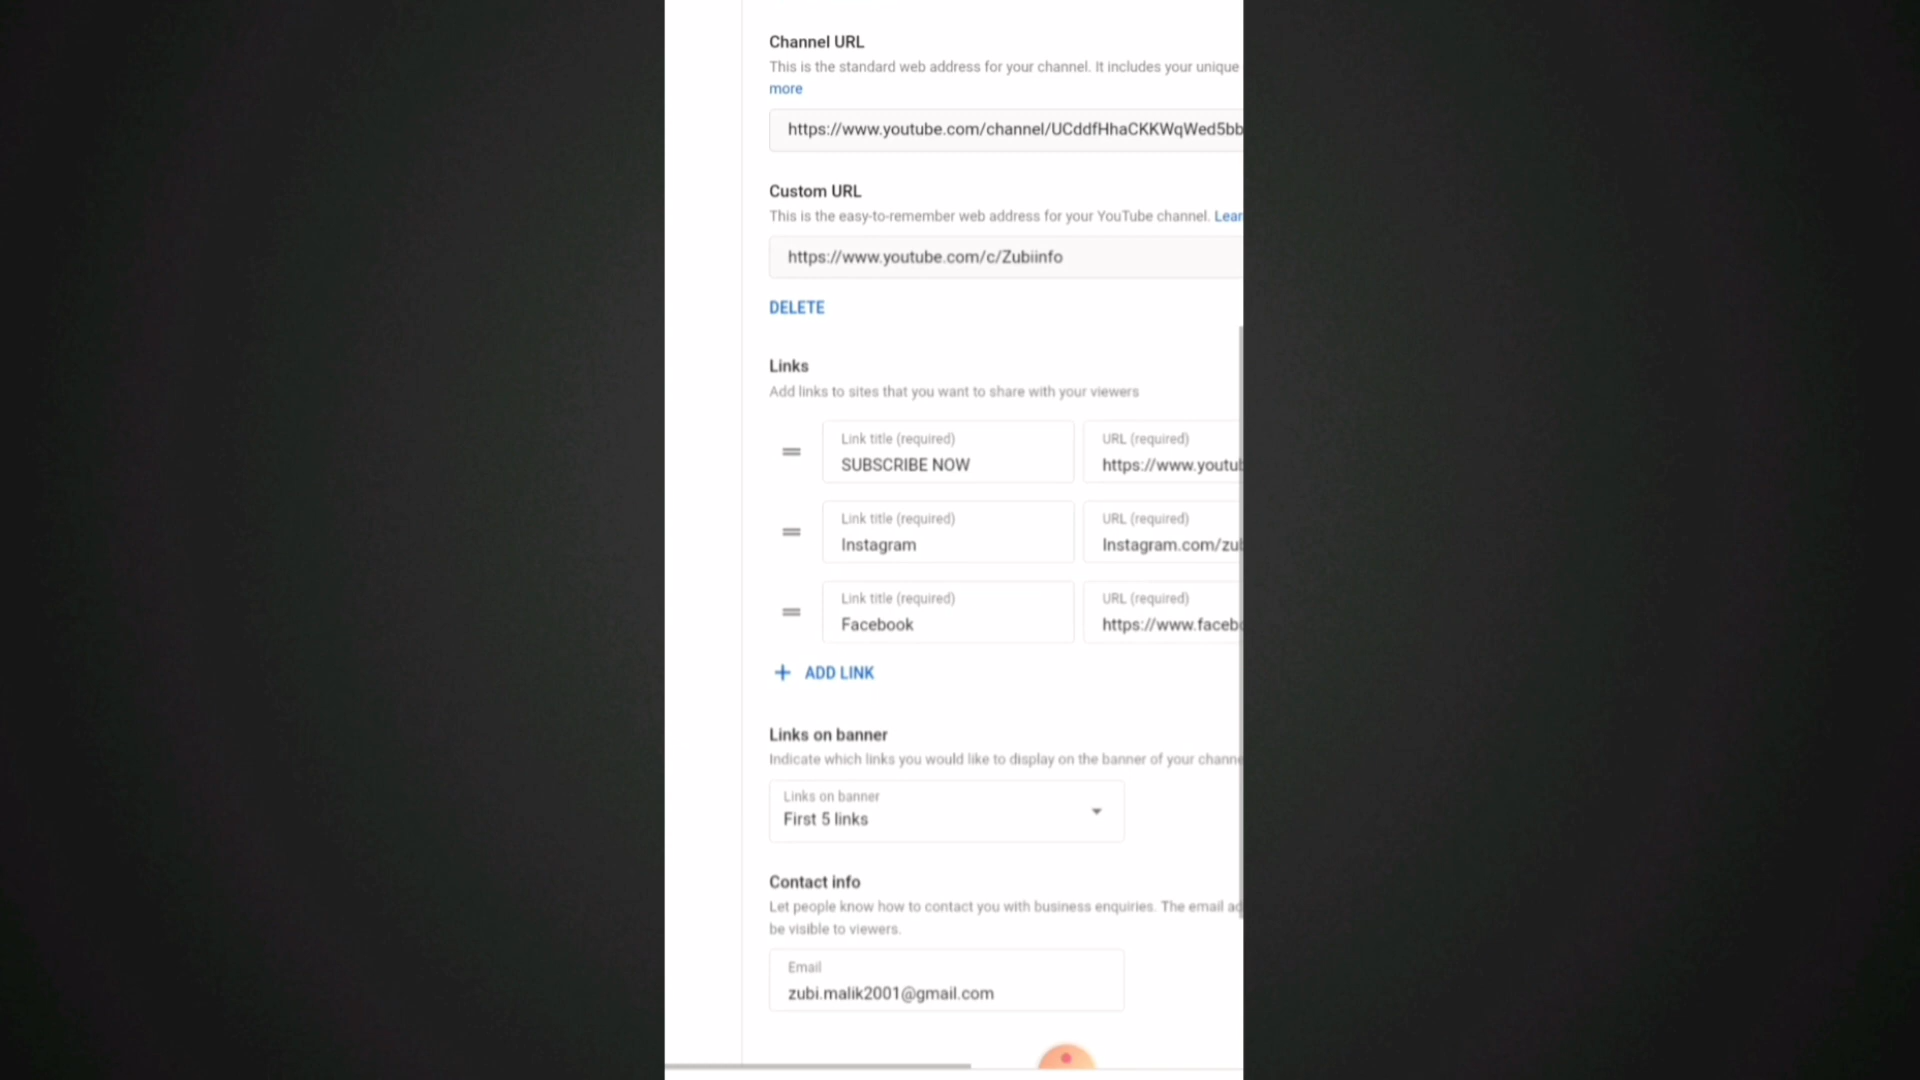 Channel URL
This is the standard web address for your channel. It includes your unique
more
https://www.youtube.com/channel/UCddfHhaCKKWqWed5bb
Custom URL
This is the easy-to-remember web address for your YouTube channel. Lear
https://www.youtube.com/c/Zubiinfo
DELETE
Links
Add links to sites that you want to share with your viewers
Link title (required)
SUBSCRIBE NOW
URL (required)
https://www.youtub
Link title (required)
Instagram
URL (required)
Instagram.com/zub
Link title (required)
Facebook
URL (required)
https://www.facebo
ADD LINK
Links on banner
Indicate which links you would like to display on the banner of your channe
Links on banner
First 5 links
Contact info
Let people know how to contact you with business enquiries. The email ad
be visible to viewers.
Email
zubi.malik2001@gmail.com